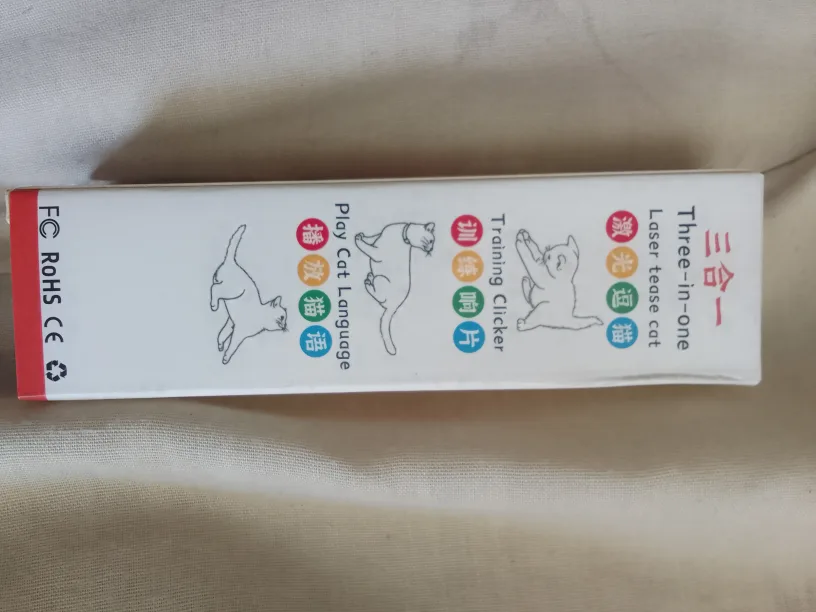 三合一
Three-in-one
Laser tease cat
激光逗猫
Training Clicker
训练响片
Play Cat Language
播放猫语
FC RoHS CE